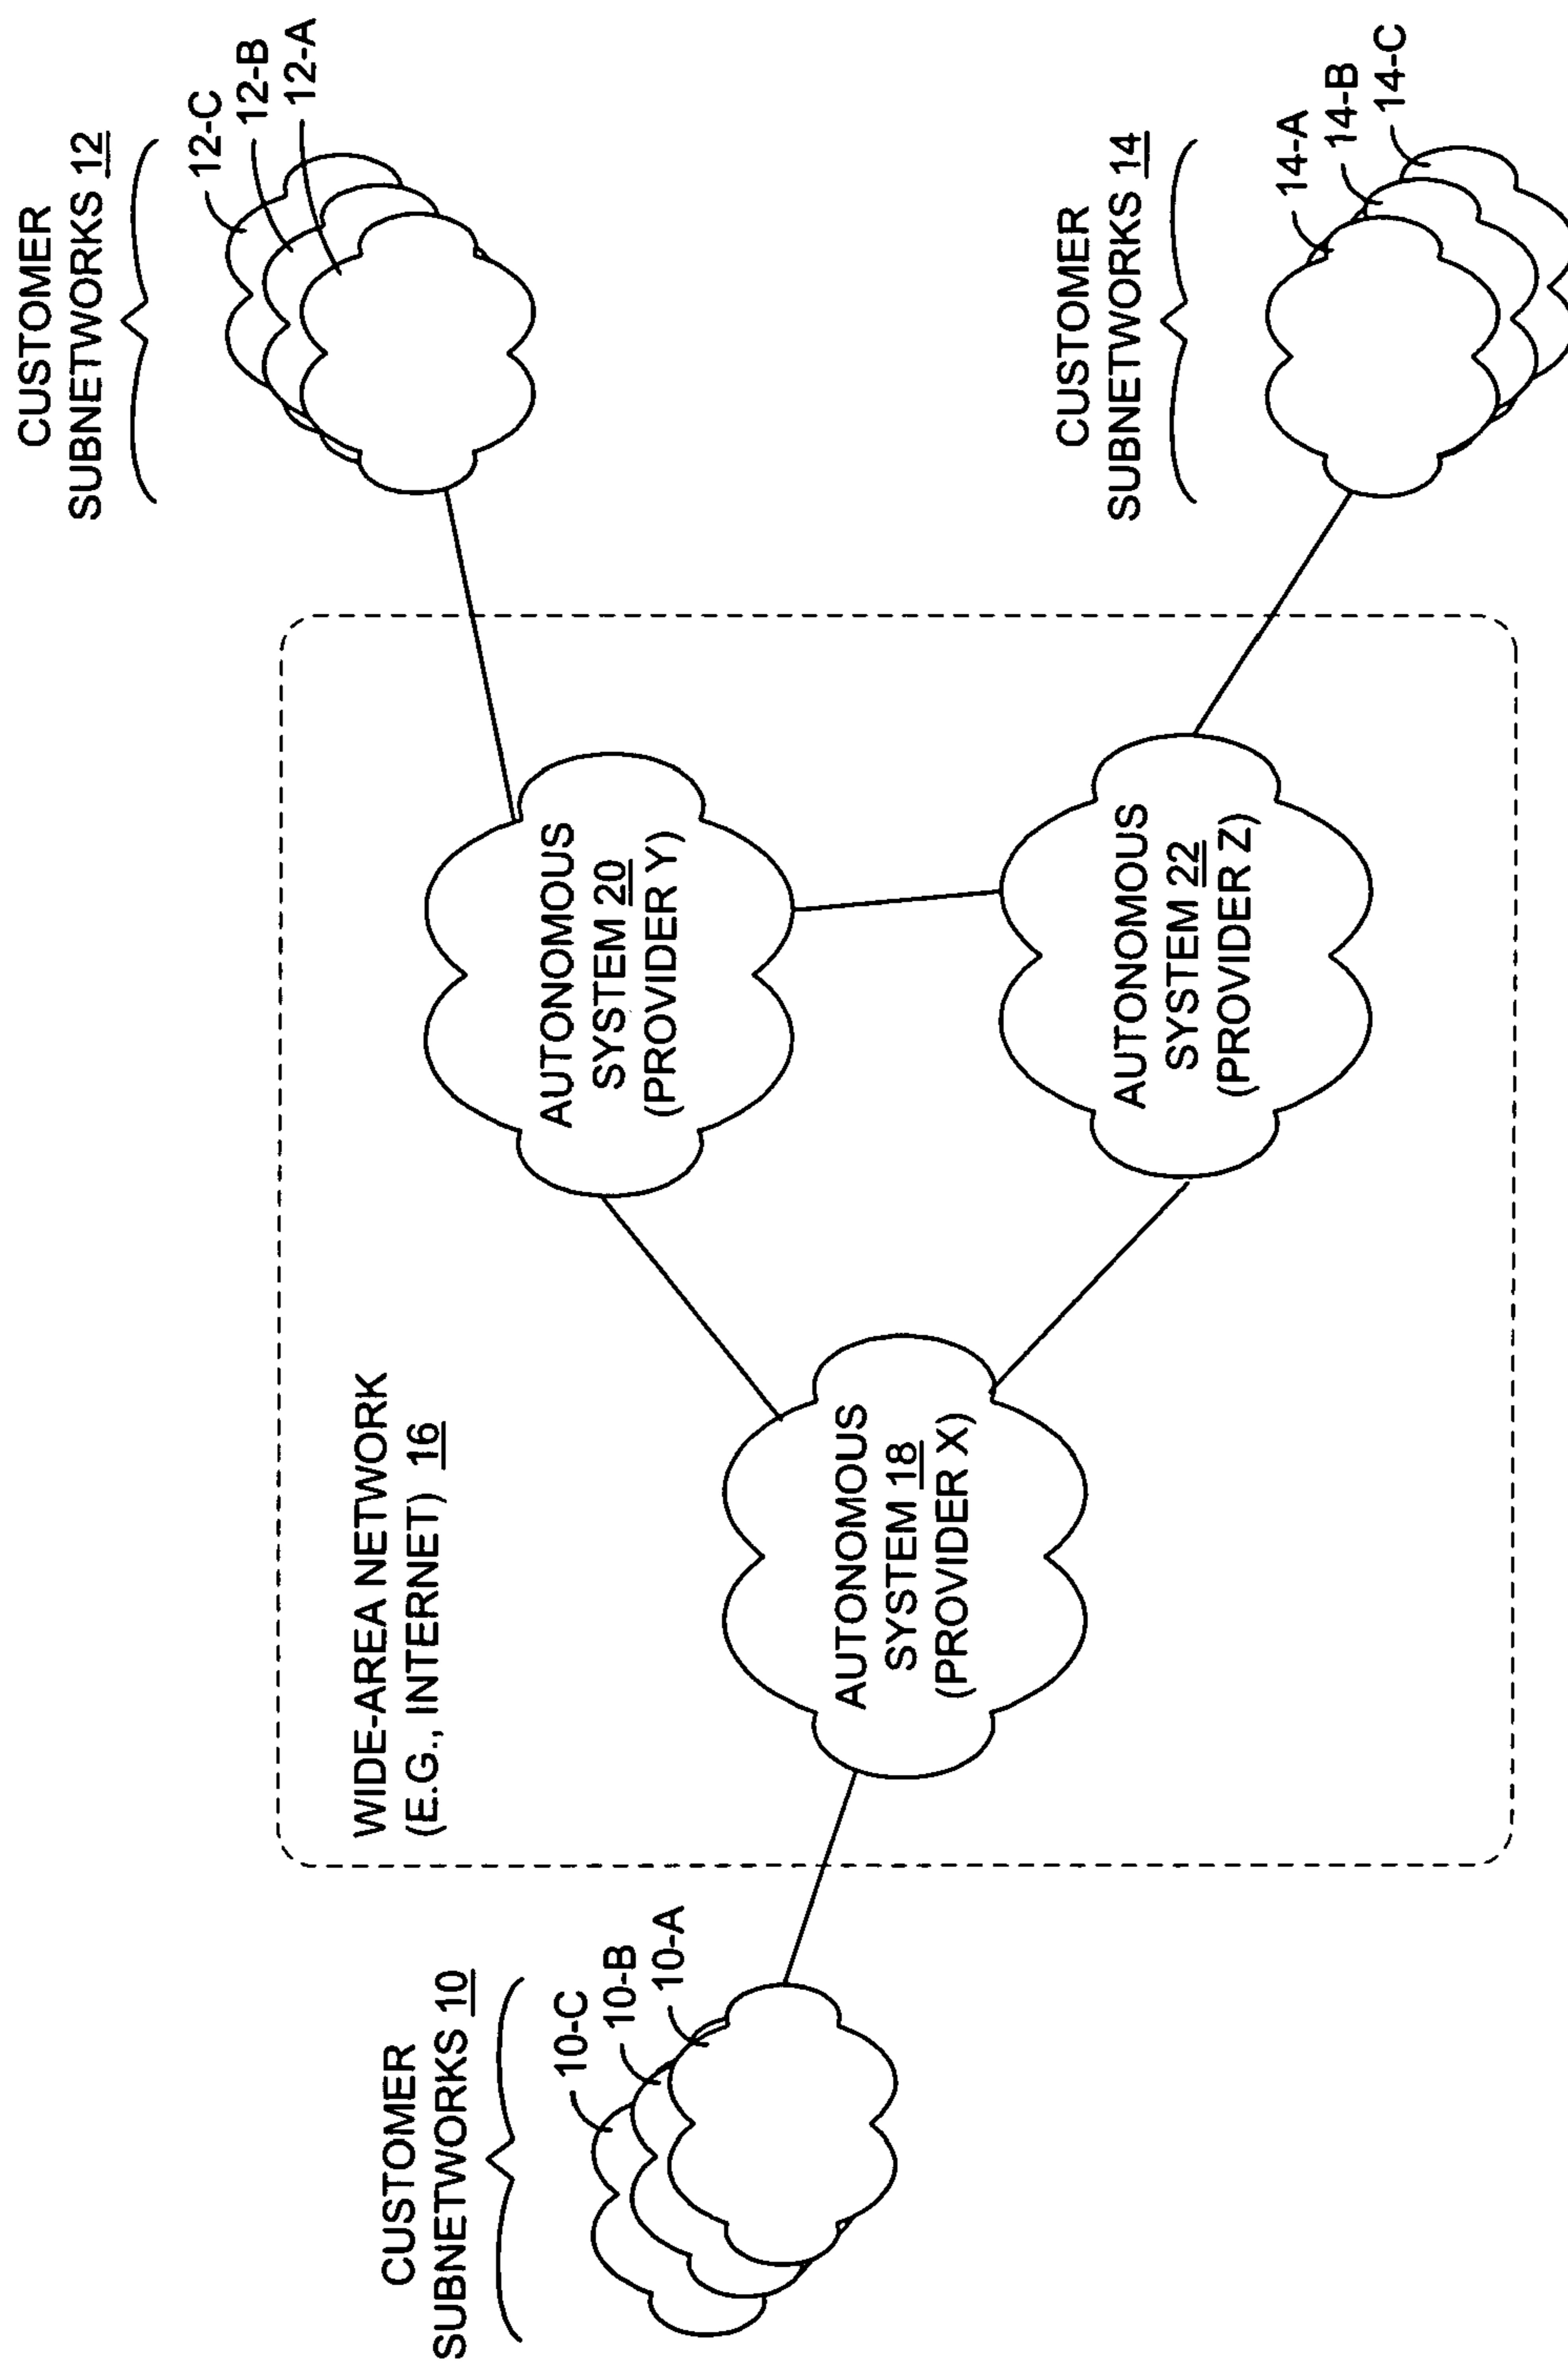 CUSTOMER
SUBNETWORKS 10
10-C
10-B
10-A
WIDE-AREA NETWORK
(E.G., INTERNET) 16
AUTONOMOUS
SYSTEM 18
(PROVIDER X)
AUTONOMOUS
SYSTEM 20
(PROVIDER Y)
AUTONOMOUS
SYSTEM 22
(PROVIDER Z)
CUSTOMER
SUBNETWORKS 12
12-C
12-B
12-A
CUSTOMER
SUBNETWORKS 14
14-A
14-B
14-C